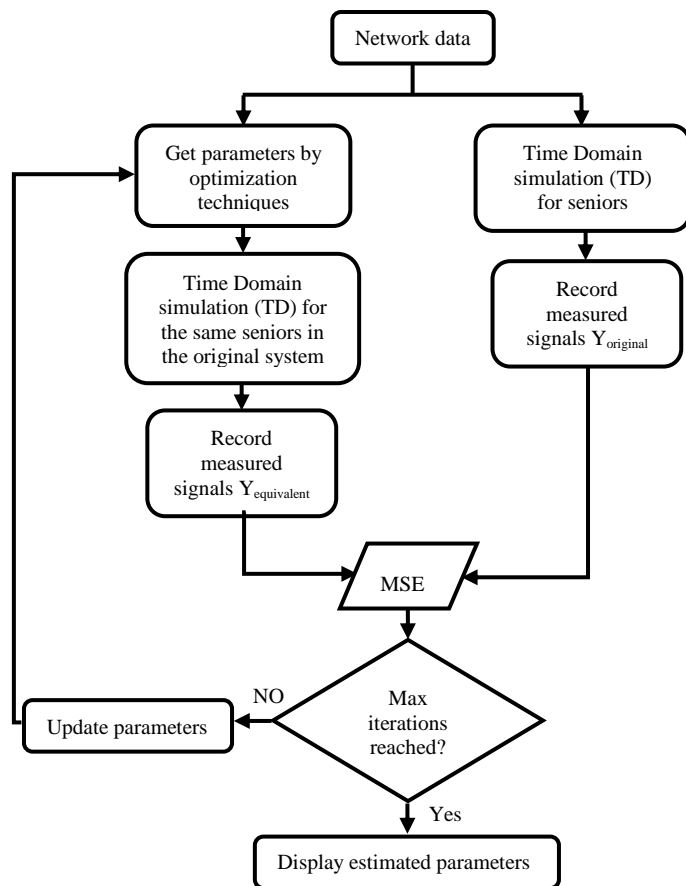 Network data
Get parameters by
optimization
techniques
Time Domain
simulation (TD)
for seniors
Time Domain
simulation (TD) for
the same seniors in
the original system
Record
measured
signals Yoriginal
Record
measured
signals Yequivalent
MSE
Max
iterations
reached?
NO
Update parameters
Yes
Display estimated parameters